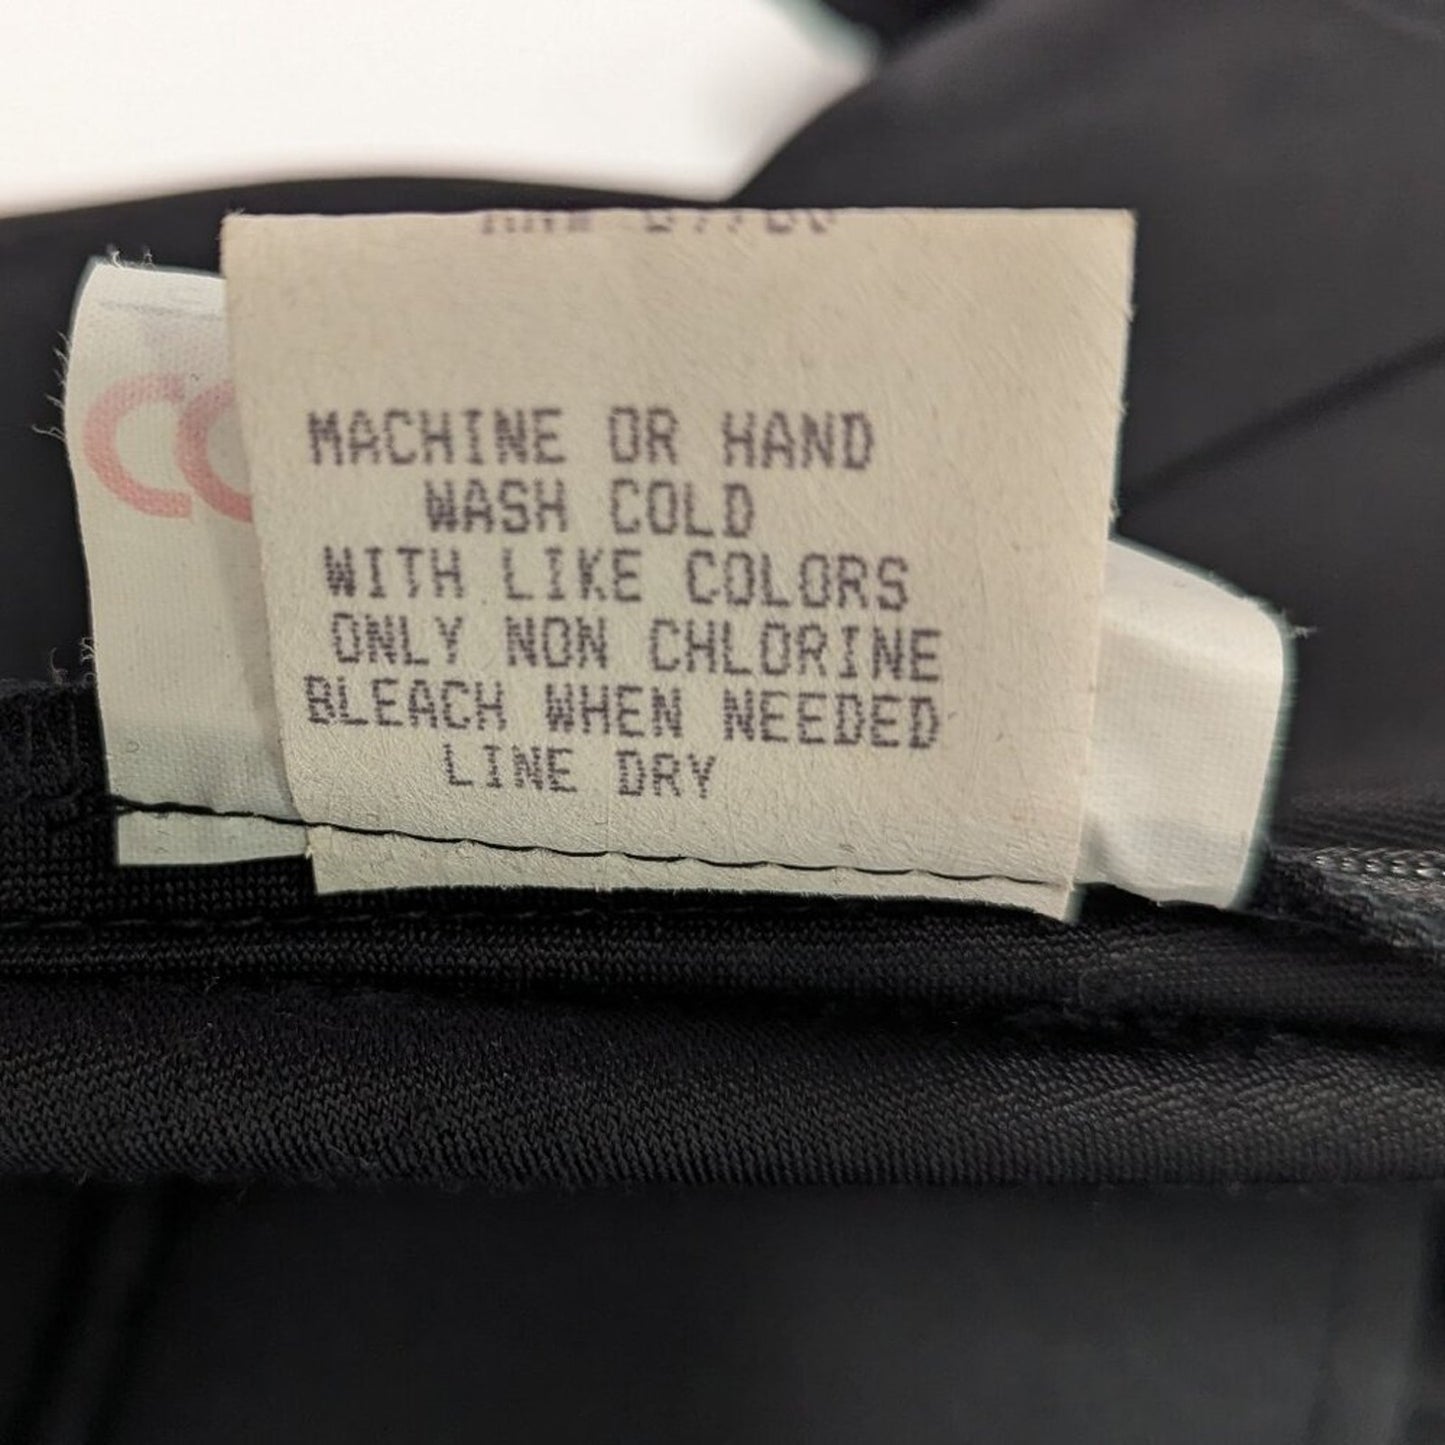 MACHINE OR HAND
WASH COLD
WITH LIKE COLORS
ONLY NON CHLORINE
BLEACH WHEN NEEDED
LINE DRY